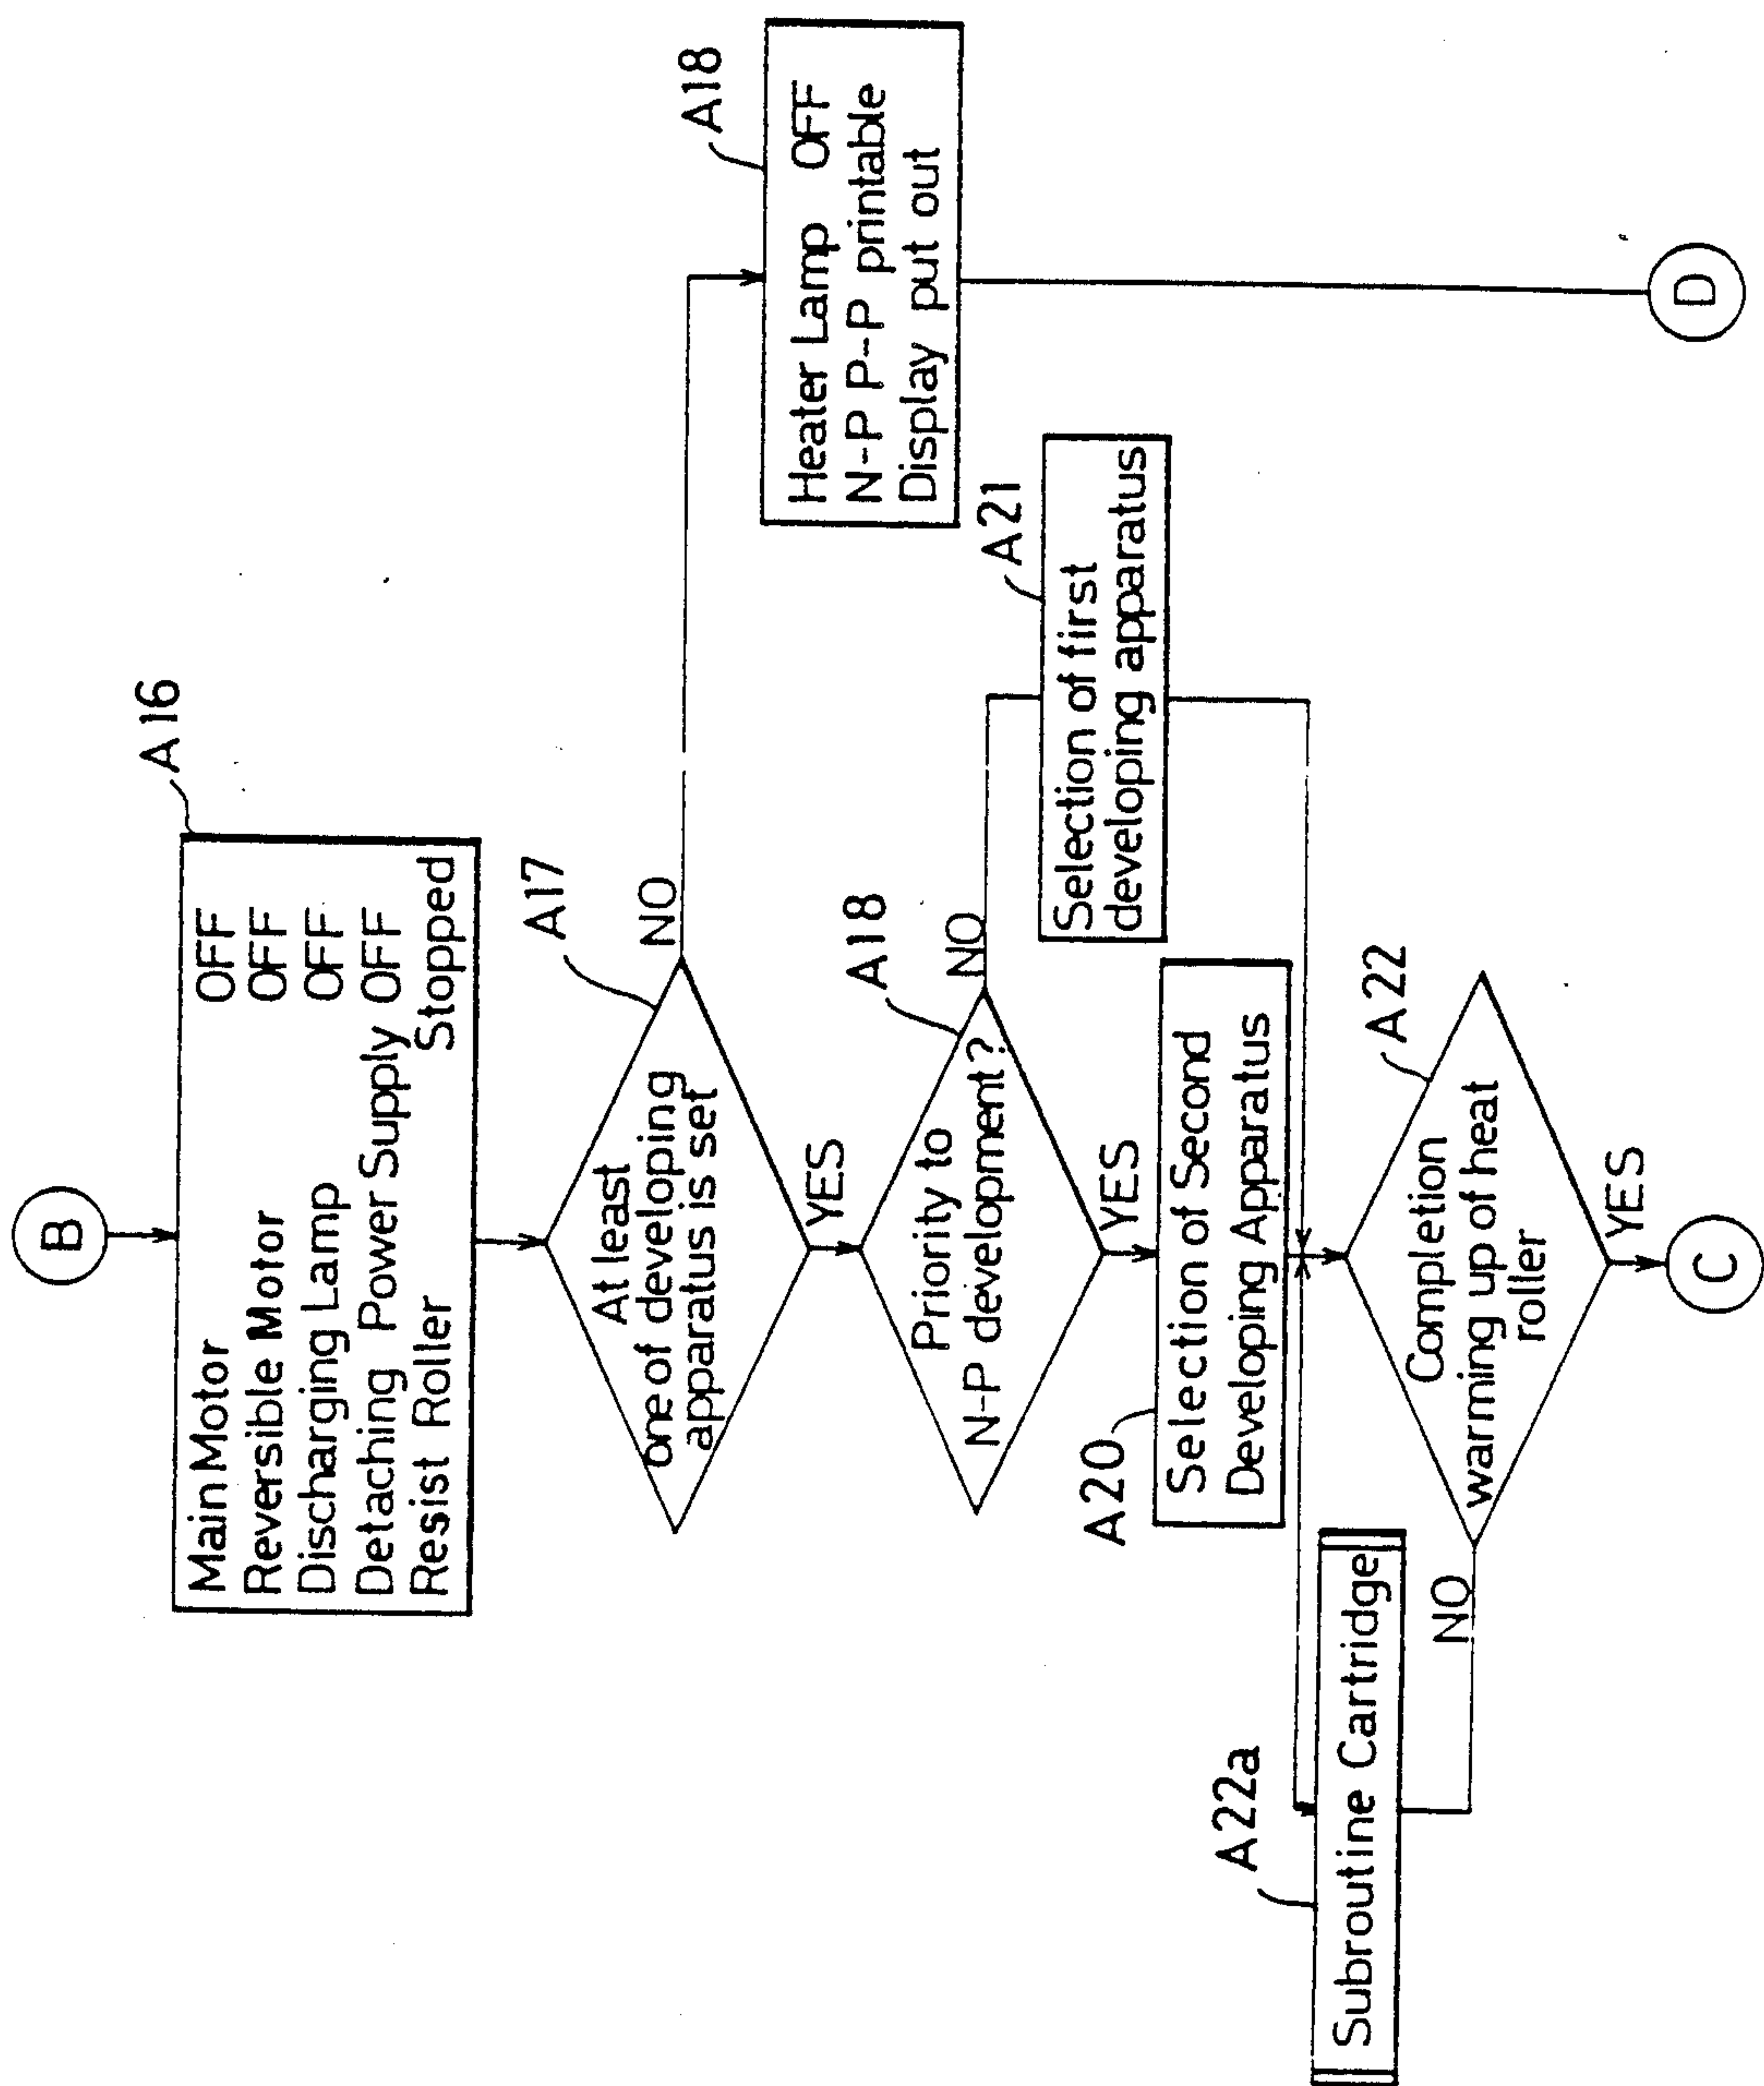 B
A16
Main Motor OFF
Reversible Motor OFF
Discharging Lamp OFF
Detaching Power Supply OFF
Resist Roller Stopped
A17
At least
one of developing
apparatus is set
NO
YES
A18
Heater Lamp OFF
N-P P-P printable
Display put out
D
A18
Priority to
N-P development?
NO
YES
A21
Selection of first
developing apparatus
A20
Selection of Second
Developing Apparatus
A22
Completion
warming up of heat
roller
NO
YES
A22a
Subroutine Cartridge
C